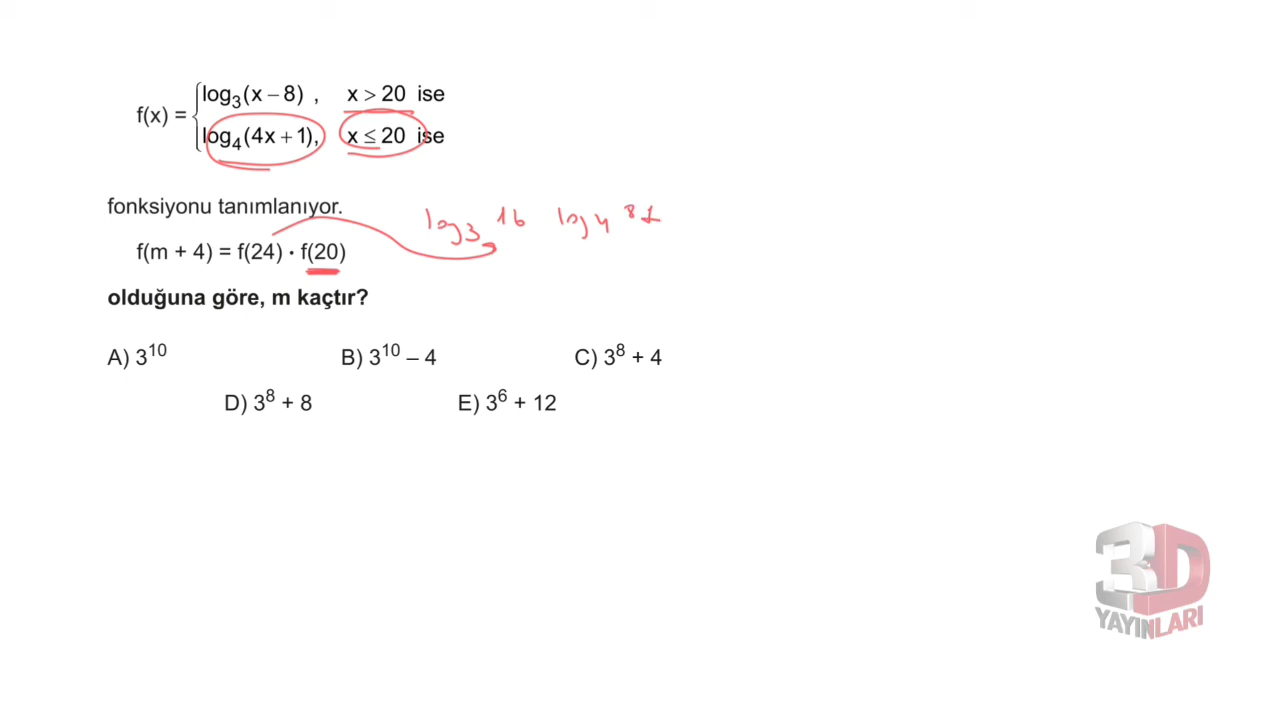 f(x) = { log₃(x – 8) , x > 20 ise
log₄(4x + 1), x ≤ 20 ise
fonksiyonu tanımlanıyor.
log₃ 16 log₄ 81
f(m + 4) = f(24) · f(20)
olduğuna göre, m kaçtır?
A) 3¹⁰ B) 3¹⁰ – 4 C) 3⁸ + 4
D) 3⁸ + 8 E) 3⁶ + 12
3D
YAYINLARI